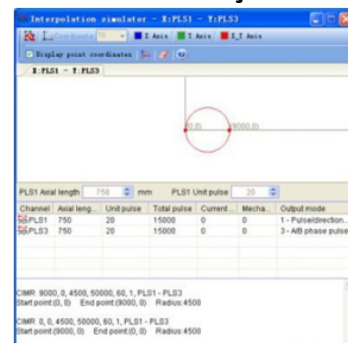 Interpolation simulator - X:PLS1 - Y:PLS3
Coordinate 70 X Axis Y Axis X_Y Axis
Display point coordinates
X:PLS1 - Y:PLS3
(0,0) (9000,0)
PLS1 Axial length 750 mm PLS1 Unit pulse 20
Channel Axial leng... Unit pulse Total pulse Current... Mecha... Output mode
PLS1 750 20 15000 0 0 1 - Pulse/direction...
PLS3 750 20 15000 0 0 3 - A/B phase pulse
CIMR 9000, 0, 4500, 50000, 60, 1, PLS1 - PLS3
Start point:(0, 0) End point:(9000, 0) Radius:4500
CIMR 0, 0, 4500, 50000, 60, 1, PLS1 - PLS3
Start point:(9000, 0) End point:(0, 0) Radius:4500